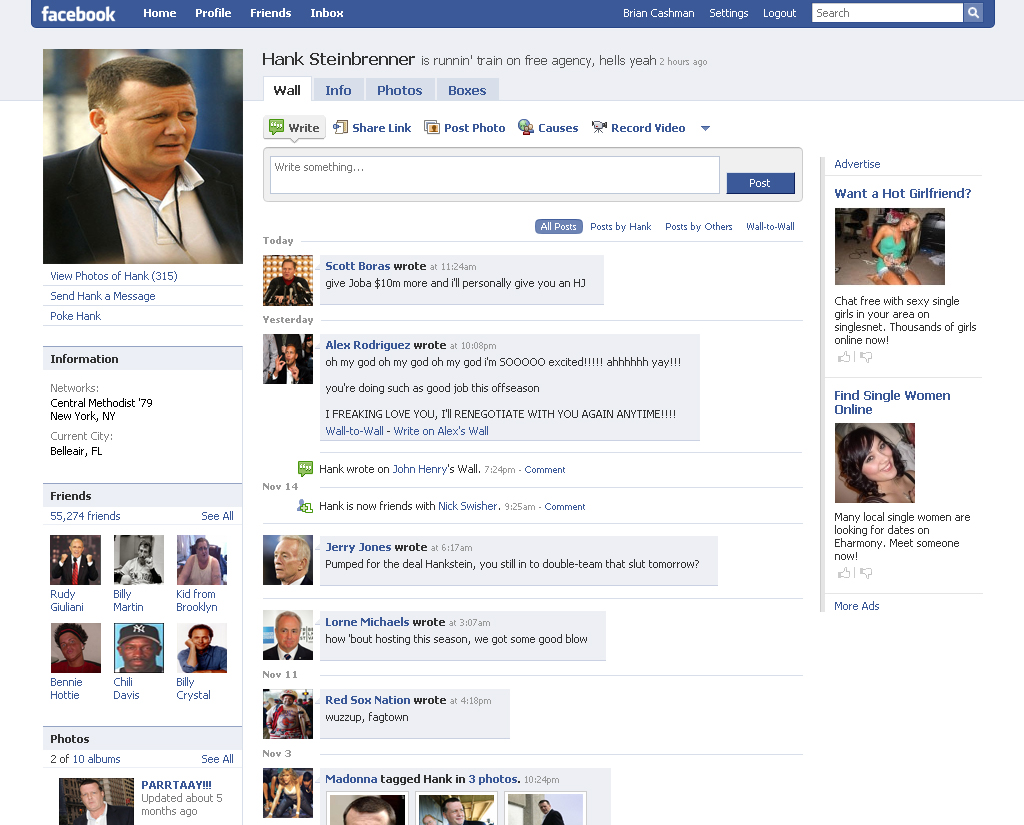 facebook Home Profile Friends Inbox Brian Cashman Settings Logout Search
Hank Steinbrenner is runnin' train on free agency, hells yeah 2 hours ago
Wall Info Photos Boxes
Write Share Link Post Photo Causes Record Video
Write something...
Post
All Posts Posts by Hank Posts by Others Wall-to-Wall
View Photos of Hank (315)
Send Hank a Message
Poke Hank
Information
Networks:
Central Methodist '79
New York, NY
Current City:
Belleair, FL
Friends
55,274 friends See All
Rudy Giuliani
Billy Martin
Kid from Brooklyn
Bennie Hottie
Chili Davis
Billy Crystal
Photos
2 of 10 albums See All
PARRTAAY!!!
Updated about 5
months ago
Today
Scott Boras wrote at 11:24am
give Joba $10m more and i'll personally give you an HJ
Yesterday
Alex Rodriguez wrote at 10:08pm
oh my god oh my god oh my god i'm SOOOOO excited!!!!! ahhhhhh yay!!!
you're doing such as good job this offseason
I FREAKING LOVE YOU, I'll RENEGOTIATE WITH YOU AGAIN ANYTIME!!!!
Wall-to-Wall - Write on Alex's Wall
Hank wrote on John Henry's Wall. 7:24pm - Comment
Nov 14
Hank is now friends with Nick Swisher. 9:25am - Comment
Jerry Jones wrote at 6:17am
Pumped for the deal Hankstein, you still in to double-team that slut tomorrow?
Lorne Michaels wrote at 3:07am
how 'bout hosting this season, we got some good blow
Nov 11
Red Sox Nation wrote at 4:18pm
wuzzup, fagtown
Nov 3
Madonna tagged Hank in 3 photos. 10:24pm
Advertise
Want a Hot Girlfriend?
Chat free with sexy single
girls in your area on
singlesnet. Thousands of girls
online now!
Find Single Women
Online
Many local single women are
looking for dates on
Eharmony. Meet someone
now!
More Ads